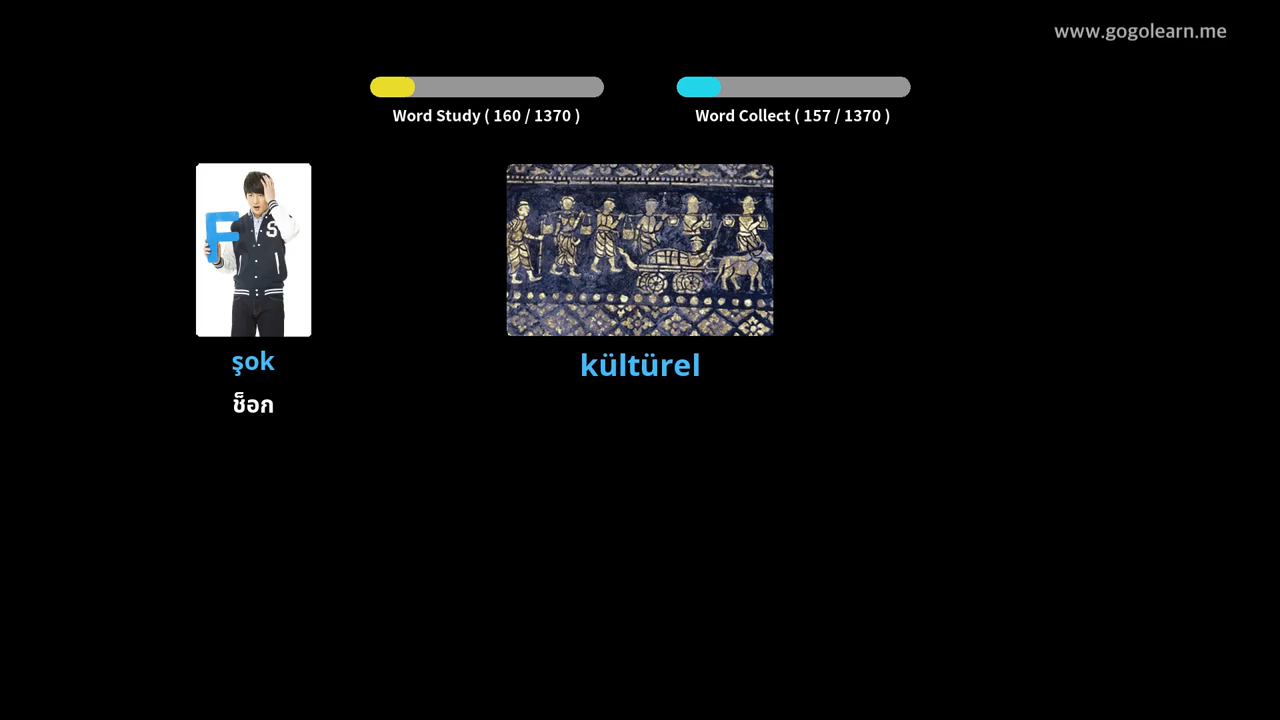 www.gogolearn.me
Word Study ( 160 / 1370 )
Word Collect ( 157 / 1370 )
F
S
şok
ช็อก
kültürel